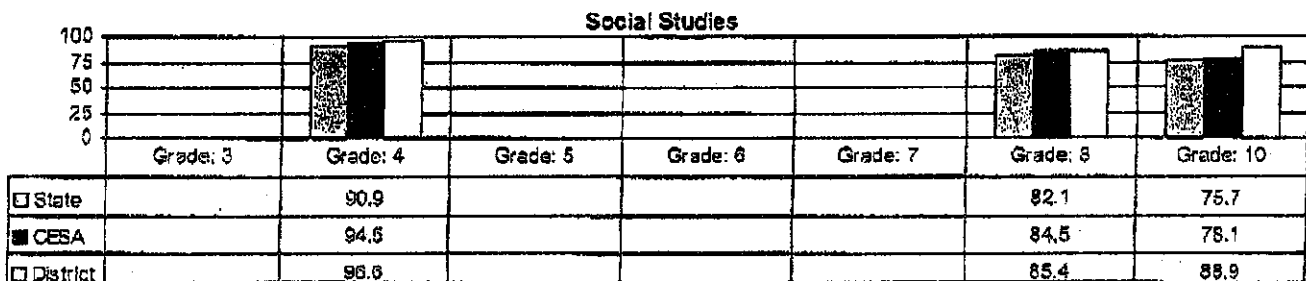 Social Studies
100
75
50
25
0
Grade: 3 Grade: 4 Grade: 5 Grade: 6 Grade: 7 Grade: 8 Grade: 10
State 90.9 82.1 75.7
CESA 94.5 84.5 78.1
District 96.6 85.4 88.9